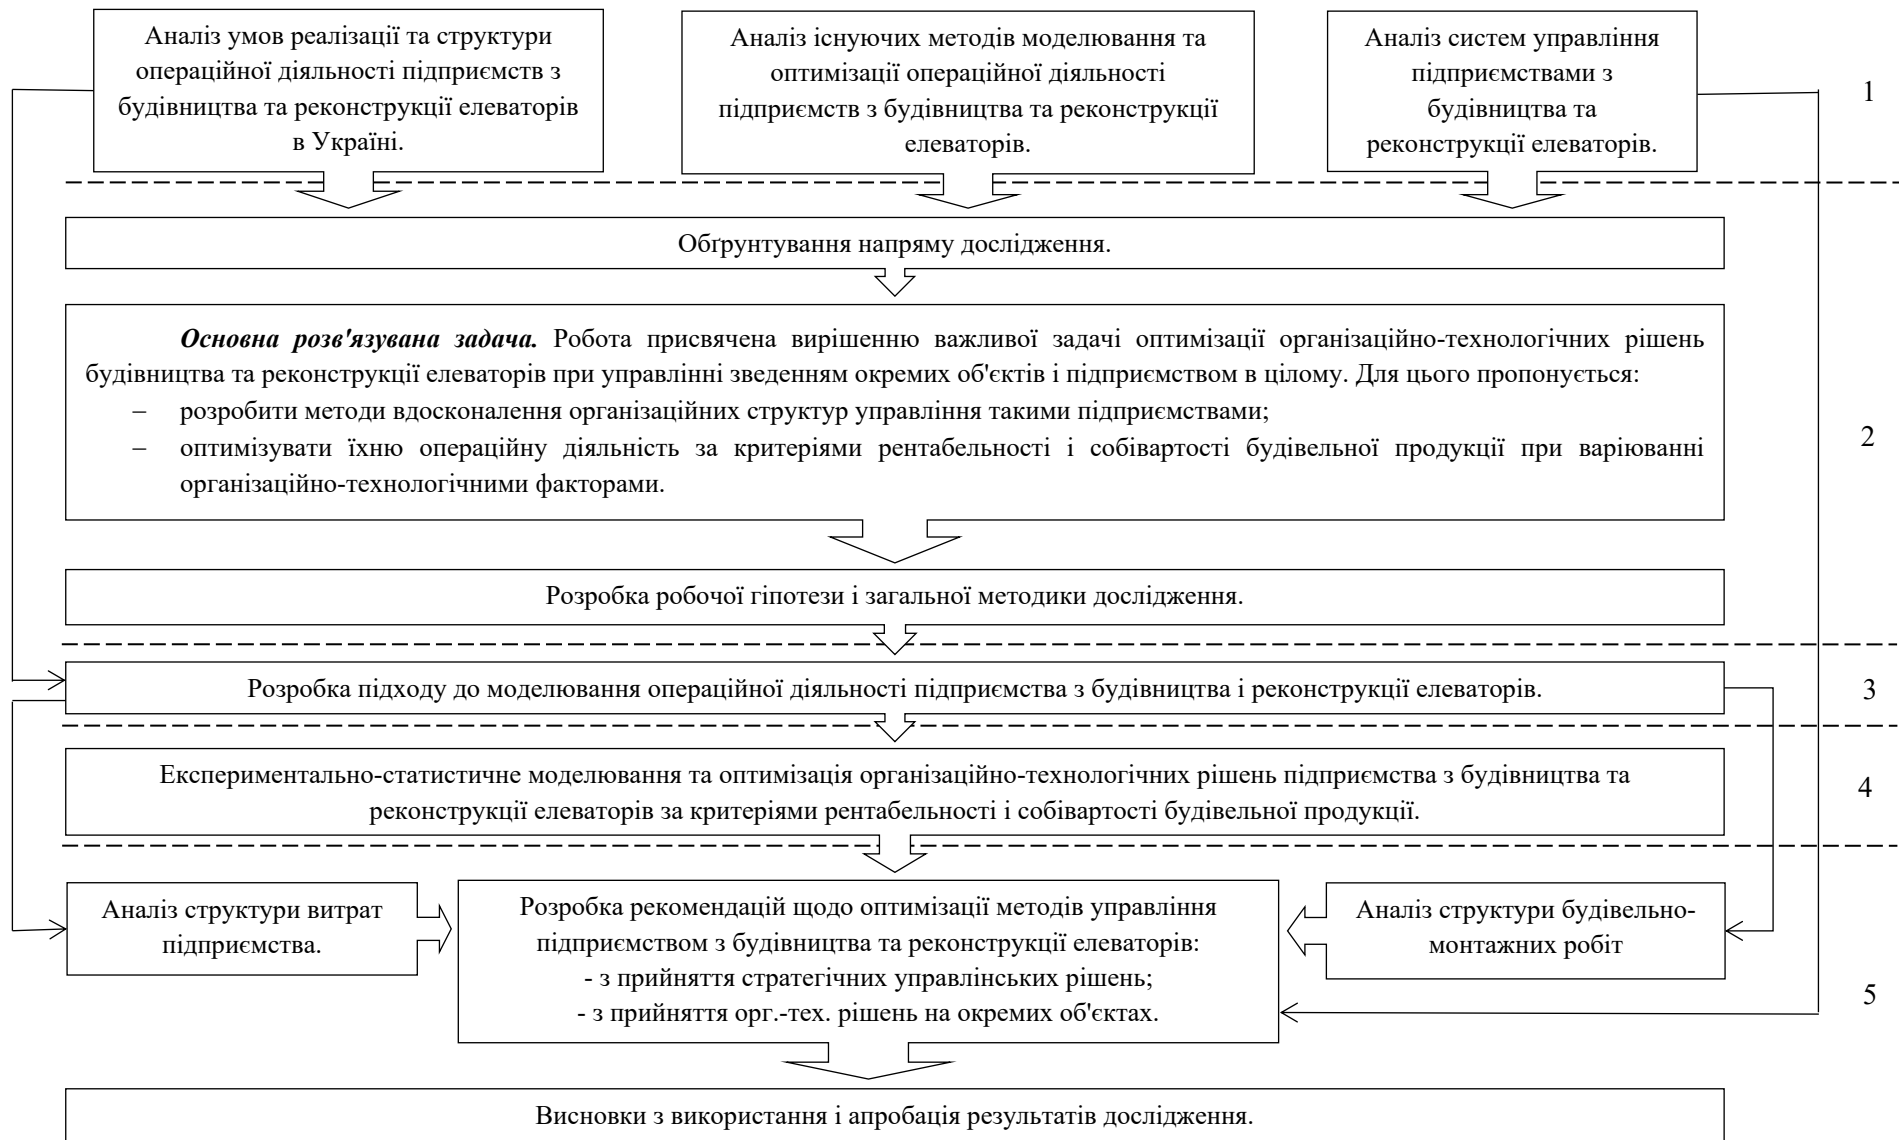 Аналіз умов реалізації та структури
операційної діяльності підприємств з
будівництва та реконструкції елеваторів
в Україні.
Аналіз існуючих методів моделювання та
оптимізації операційної діяльності
підприємств з будівництва та реконструкції
елеваторів.
Аналіз систем управління
підприємствами з
будівництва та
реконструкції елеваторів.
1
Обґрунтування напряму дослідження.
Основна розв'язувана задача. Робота присвячена вирішенню важливої задачі оптимізації організаційно-технологічних рішень
будівництва та реконструкції елеваторів при управлінні зведенням окремих об'єктів і підприємством в цілому. Для цього пропонується:
– розробити методи вдосконалення організаційних структур управління такими підприємствами;
– оптимізувати їхню операційну діяльність за критеріями рентабельності і собівартості будівельної продукції при варіюванні
організаційно-технологічними факторами.
2
Розробка робочої гіпотези і загальної методики дослідження.
Розробка підходу до моделювання операційної діяльності підприємства з будівництва і реконструкції елеваторів.
3
Експериментально-статистичне моделювання та оптимізація організаційно-технологічних рішень підприємства з будівництва та
реконструкції елеваторів за критеріями рентабельності і собівартості будівельної продукції.
4
Аналіз структури витрат
підприємства.
Розробка рекомендацій щодо оптимізації методів управління
підприємством з будівництва та реконструкції елеваторів:
- з прийняття стратегічних управлінських рішень;
- з прийняття орг.-тех. рішень на окремих об'єктах.
Аналіз структури будівельно-
монтажних робіт
5
Висновки з використання і апробація результатів дослідження.